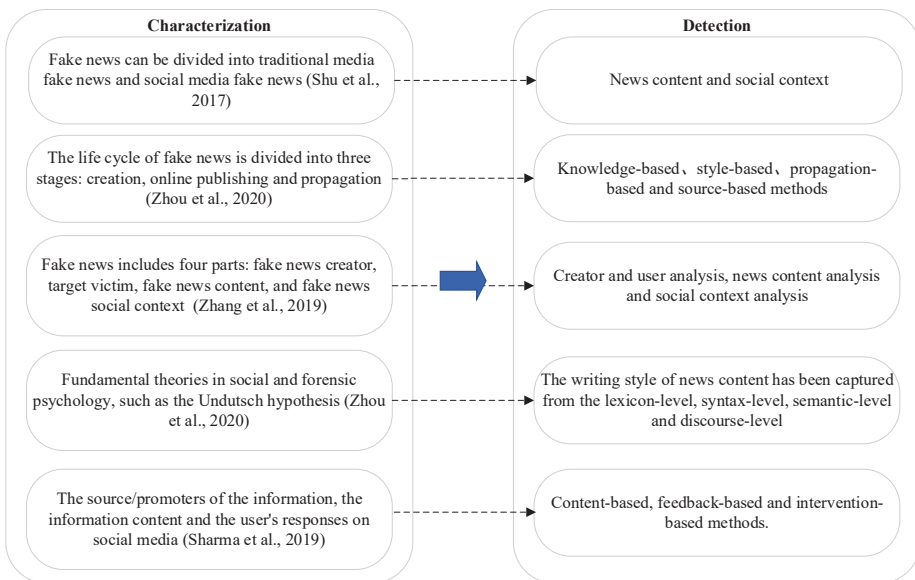 Characterization
Fake news can be divided into traditional media
fake news and social media fake news (Shu et al.,
2017)
The life cycle of fake news is divided into three
stages: creation, online publishing and propagation
(Zhou et al., 2020)
Fake news includes four parts: fake news creator,
target victim, fake news content, and fake news
social context (Zhang et al., 2019)
Fundamental theories in social and forensic
psychology, such as the Undutsch hypothesis (Zhou
et al., 2020)
The source/promoters of the information, the
information content and the user's responses on
social media (Sharma et al., 2019)
Detection
News content and social context
Knowledge-based、style-based、propagation-
based and source-based methods
Creator and user analysis, news content analysis
and social context analysis
The writing style of news content has been captured
from the lexicon-level, syntax-level, semantic-level
and discourse-level
Content-based, feedback-based and intervention-
based methods.